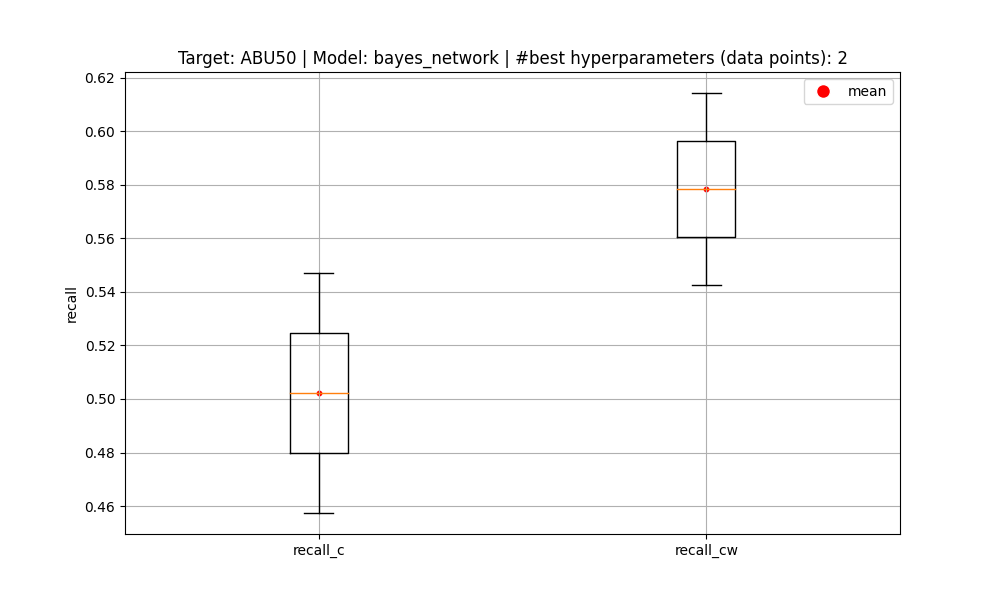 Target: ABU50 | Model: bayes_network | #best hyperparameters (data points): 2
mean
0.62
0.60
0.58
0.56
0.54
0.52
0.50
0.48
0.46
recall
recall_c
recall_cw